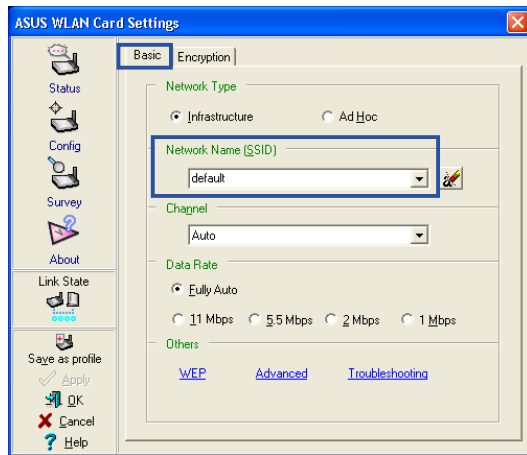 ASUS WLAN Card Settings
Status
Config
Survey
About
Link State
Save as profile
Apply
OK
Cancel
Help
Basic Encryption
Network Type
Infrastructure Ad Hoc
Network Name (SSID)
default
Channel
Auto
Data Rate
Fully Auto
11 Mbps 5.5 Mbps 2 Mbps 1 Mbps
Others
WEP Advanced Troubleshooting